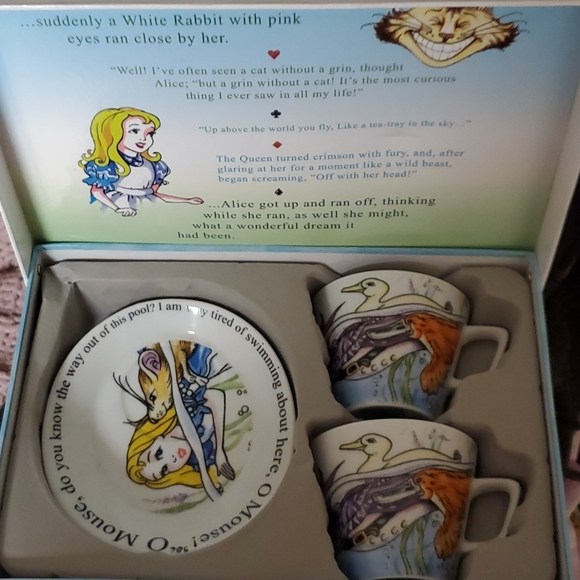 ...suddenly a White Rabbit with pink
eyes ran close by her.
"Well! I've often seen a cat without a grin, thought
Alice; "but a grin without a cat! It's the most curious
thing I ever saw in all my life!"
"Up above the world you fly, Like a tea-tray in the sky..."
The Queen turned crimson with fury, and, after
glaring at her for a moment like a wild beast,
began screaming, "Off with her head!"
...Alice got up and ran off, thinking
while she ran, as well she might,
what a wonderful dream it
had been.
"O Mouse, do you know the way out of this pool? I am very tired of swimming about here, O Mouse!"